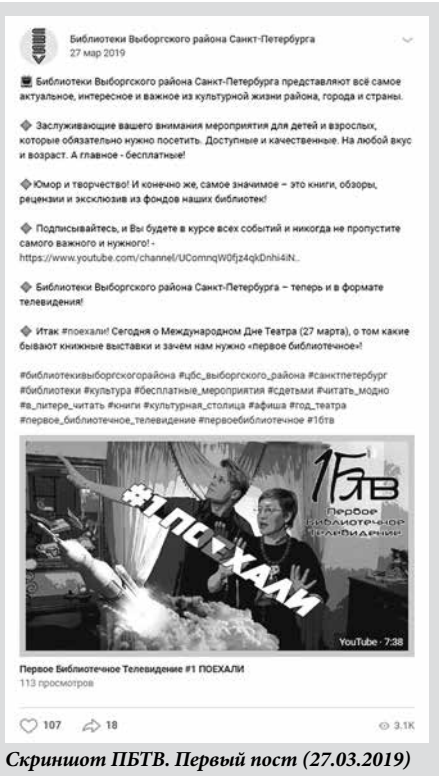 Библиотеки Выборгского района Санкт-Петербурга
27 мар 2019
Библиотеки Выборгского района Санкт-Петербурга представляют всё самое
актуальное, интересное и важное из культурной жизни района, города и страны.
Заслуживающие вашего внимания мероприятия для детей и взрослых,
которые обязательно нужно посетить. Доступные и качественные. На любой вкус
и возраст. А главное - бесплатные!
Юмор и творчество! И конечно же, самое значимое – это книги, обзоры,
рецензии и эксклюзив из фондов наших библиотек!
Подписывайтесь, и Вы будете в курсе всех событий и никогда не пропустите
самого важного и нужного! -
https://www.youtube.com/channel/UComnqW0fjz4qkDnhi4iN..
Библиотеки Выборгского района Санкт-Петербурга – теперь и в формате
телевидения!
Итак #поехали! Сегодня о Международном Дне Театра (27 марта), о том какие
бывают книжные выставки и зачем нам нужно «первое библиотечное»!
#библиотекивыборгскогорайона #цбс_выборгского_района #санктпетербург
#библиотеки #культура #бесплатные_мероприятия #сдетьми #читать_модно
#в_питере_читать #книги #культурная_столица #афиша #год_театра
#первое_библиотечное_телевидение #первоебиблиотечное #1бтв
1БТВ
Первое
Библиотечное
Телевидение
#1 ПОЕХАЛИ
YouTube · 7:38
Первое Библиотечное Телевидение #1 ПОЕХАЛИ
113 просмотров
107 18 3.1K
Скриншот ПБТВ. Первый пост (27.03.2019)